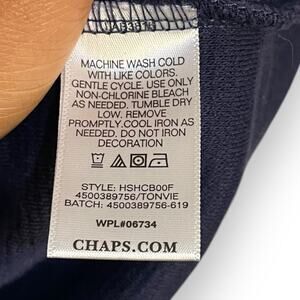 MACHINE WASH COLD
WITH LIKE COLORS.
GENTLE CYCLE. USE ONLY
NON-CHLORINE BLEACH
AS NEEDED. TUMBLE DRY
LOW. REMOVE
PROMPTLY.COOL IRON AS
NEEDED. DO NOT IRON
DECORATION.
STYLE: HSHCB00F
4500389756/TONVIE
BATCH: 4500389756-619
WPL#06734
CHAPS.COM